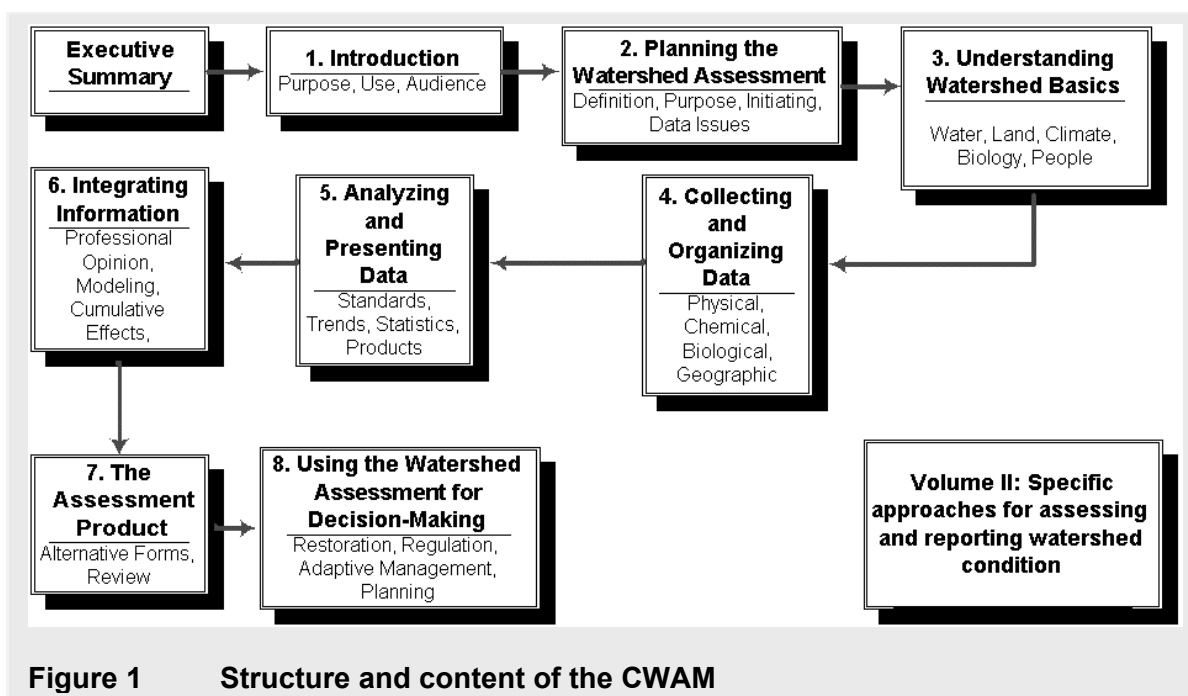 Executive
Summary
1. Introduction
Purpose, Use, Audience
2. Planning the
Watershed Assessment
Definition, Purpose, Initiating,
Data Issues
3. Understanding
Watershed Basics
Water, Land, Climate,
Biology, People
4. Collecting
and
Organizing
Data
Physical,
Chemical,
Biological,
Geographic
5. Analyzing
and
Presenting
Data
Standards,
Trends, Statistics,
Products
6. Integrating
Information
Professional
Opinion,
Modeling,
Cumulative
Effects,
7. The
Assessment
Product
Alternative Forms,
Review
8. Using the Watershed
Assessment for
Decision-Making
Restoration, Regulation,
Adaptive Management,
Planning
Volume II: Specific
approaches for assessing
and reporting watershed
condition
Figure 1 Structure and content of the CWAM